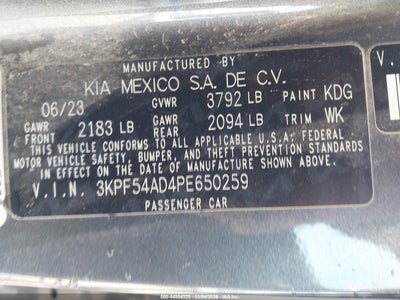 MANUFACTURED BY
KIA MEXICO S.A. DE C.V.
06/23 GVWR 3792 LB PAINT KDG
GAWR FRONT 2183 LB GAWR REAR 2094 LB TRIM WK
THIS VEHICLE CONFORMS TO ALL APPLICABLE U.S.A. FEDERAL
MOTOR VEHICLE SAFETY, BUMPER, AND THEFT PREVENTION STANDARDS
IN EFFECT ON THE DATE OF MANUFACTURE SHOWN ABOVE.
V.I.N. 3KPF54AD4PE650259
PASSENGER CAR
V.